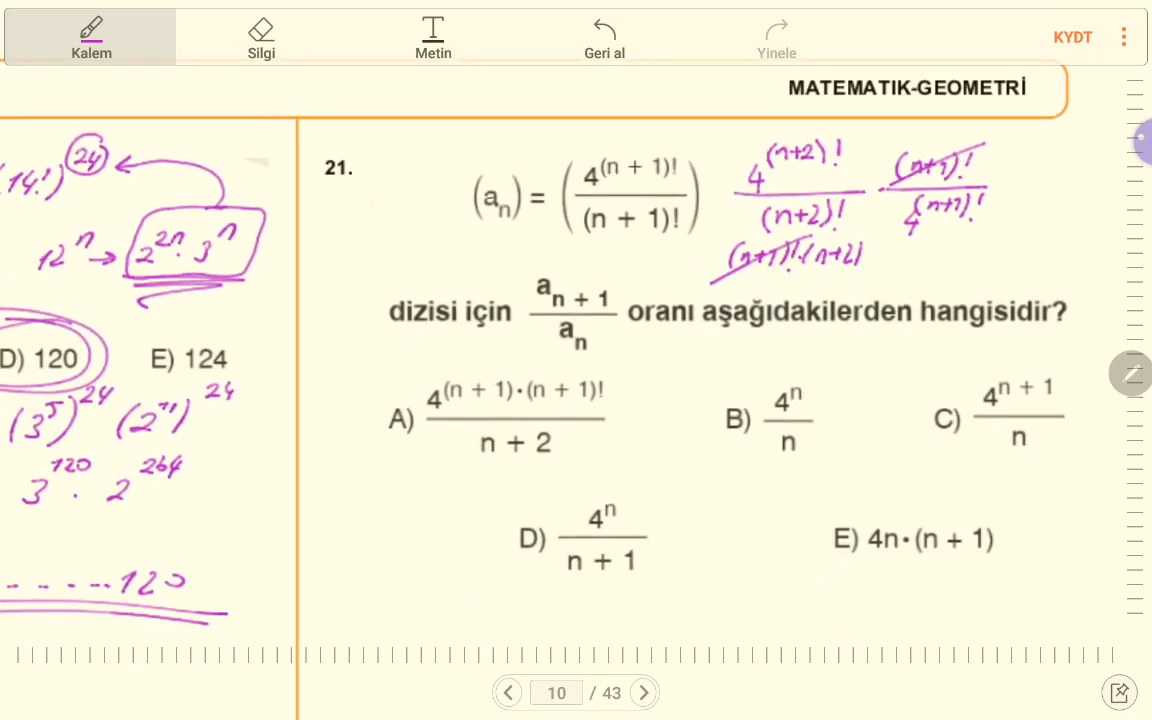 Kalem Silgi Metin Geri al Yinele KYDT
MATEMATIK-GEOMETRİ
(14!)^24
12^n → 2^2n · 3^n
D) 120 E) 124
(3^5)^24 (2^11)^24
3^120 · 2^264
- - - - -- 120
21.
(a_n) = (4^(n + 1)! / (n + 1)!)
4^(n+2)! / (n+2)! · (n+1)! / 4^(n+1)!
(n+1)!·(n+2)
dizisi için a_n + 1 / a_n oranı aşağıdakilerden hangisidir?
A) 4^(n + 1)·(n + 1)! / n + 2 B) 4^n / n C) 4^n + 1 / n
D) 4^n / n + 1 E) 4n·(n + 1)
10 / 43